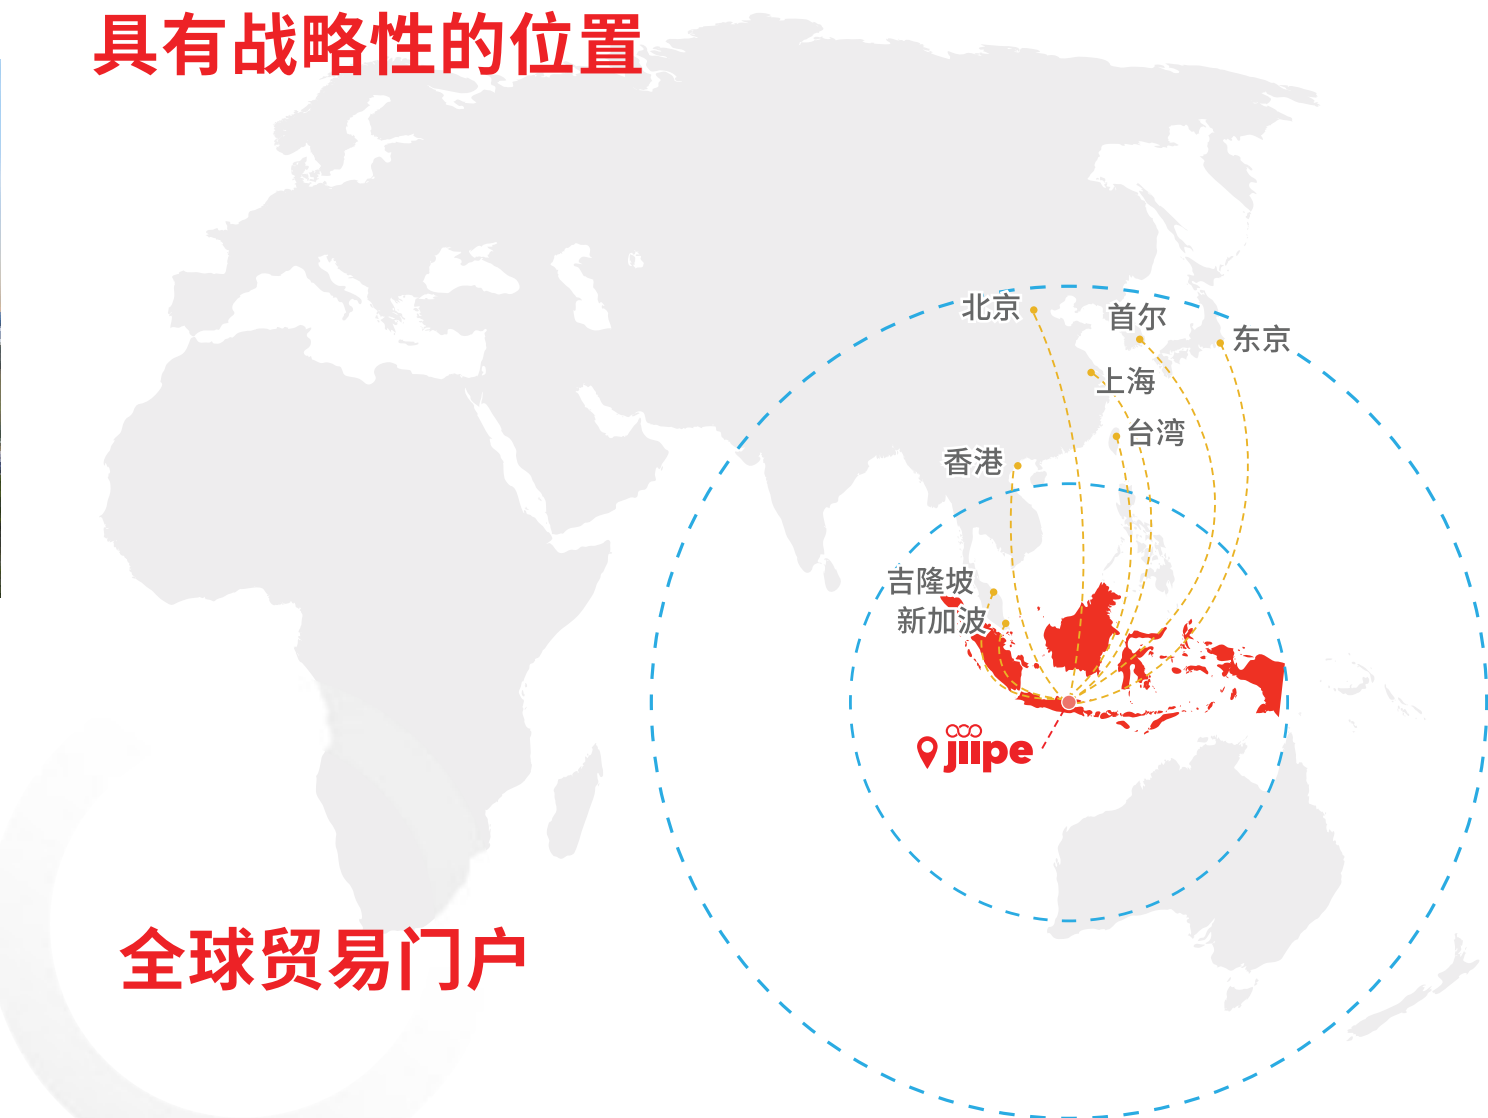 具有战略性的位置
北京
首尔
东京
上海
台湾
香港
吉隆坡
新加波
jiipe
全球贸易门户